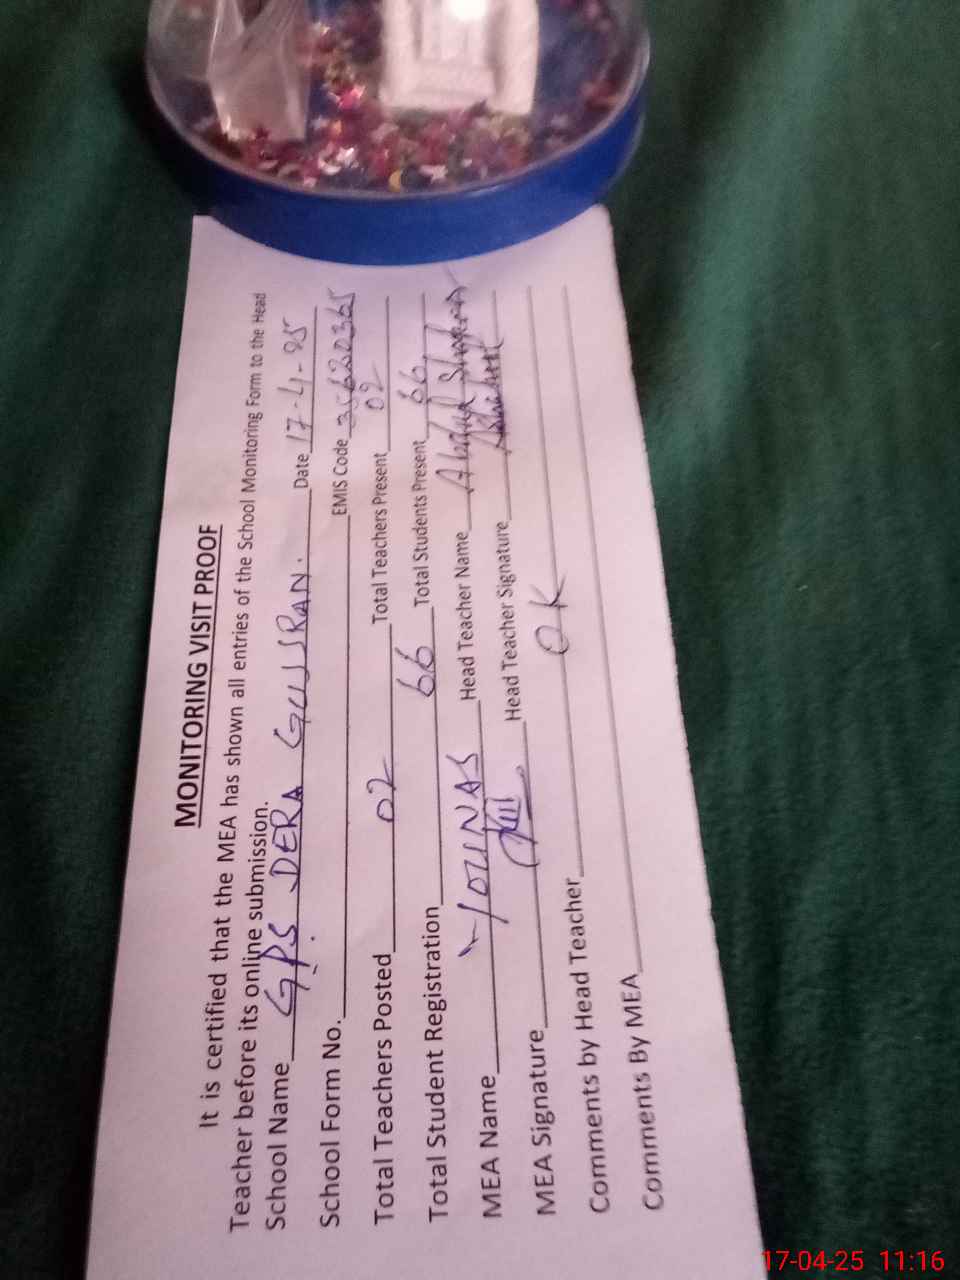 MONITORING VISIT PROOF
It is certified that the MEA has shown all entries of the School Monitoring Form to the Head
Teacher before its online submission.
School Name GPS DERA GUJJRAN. Date 17-4-25
School Form No. EMIS Code 35620365
Total Teachers Posted 02 Total Teachers Present 02
Total Student Registration 66 Total Students Present 66
MEA Name YOUNAS Head Teacher Name Abdul
MEA Signature Head Teacher Signature
Comments by Head Teacher OK
Comments By MEA
17-04-25 11:16